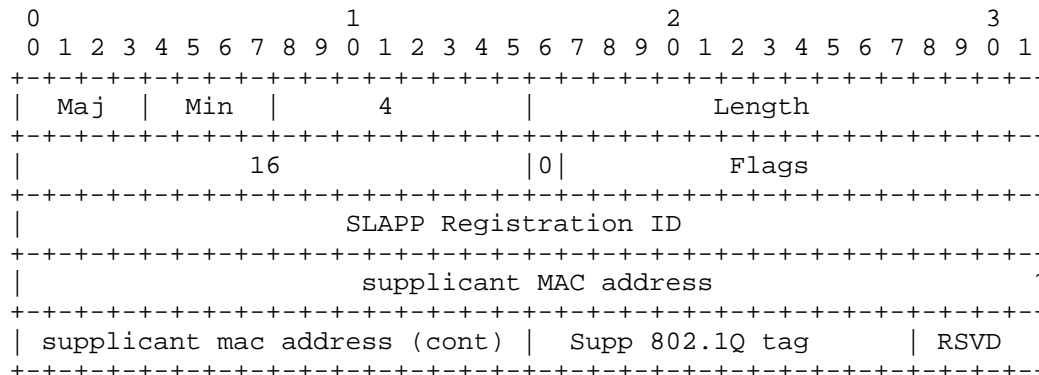 0                   1                   2                   3
 0 1 2 3 4 5 6 7 8 9 0 1 2 3 4 5 6 7 8 9 0 1 2 3 4 5 6 7 8 9 0 1
+-+-+-+-+-+-+-+-+-+-+-+-+-+-+-+-+-+-+-+-+-+-+-+-+-+-+-+-+-+-+-+-
|  Maj  |  Min  |      4        |           Length
+-+-+-+-+-+-+-+-+-+-+-+-+-+-+-+-+-+-+-+-+-+-+-+-+-+-+-+-+-+-+-+-
|              16               |0|          Flags
+-+-+-+-+-+-+-+-+-+-+-+-+-+-+-+-+-+-+-+-+-+-+-+-+-+-+-+-+-+-+-+-
|                    SLAPP Registration ID
+-+-+-+-+-+-+-+-+-+-+-+-+-+-+-+-+-+-+-+-+-+-+-+-+-+-+-+-+-+-+-+-
|                     supplicant MAC address
+-+-+-+-+-+-+-+-+-+-+-+-+-+-+-+-+-+-+-+-+-+-+-+-+-+-+-+-+-+-+-+-
| supplicant mac address (cont) |  Supp 802.1Q tag      | RSVD
+-+-+-+-+-+-+-+-+-+-+-+-+-+-+-+-+-+-+-+-+-+-+-+-+-+-+-+-+-+-+-+-